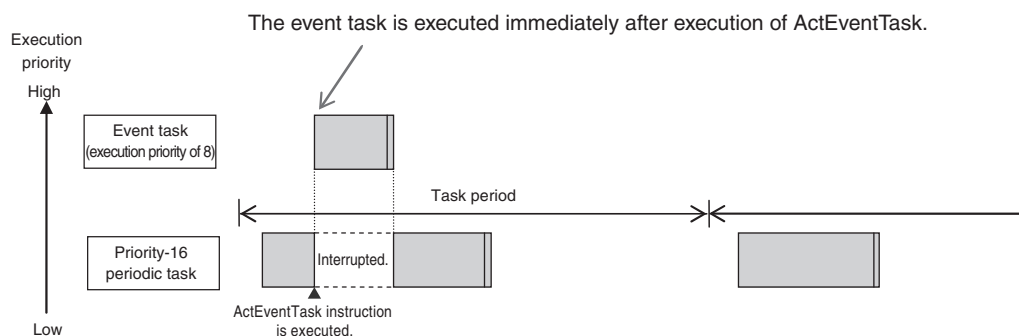 The event task is executed immediately after execution of ActEventTask.
Execution
priority
High
Event task
(execution priority of 8)
Task period
Priority-16
periodic task
Interrupted.
ActEventTask instruction
is executed.
Low